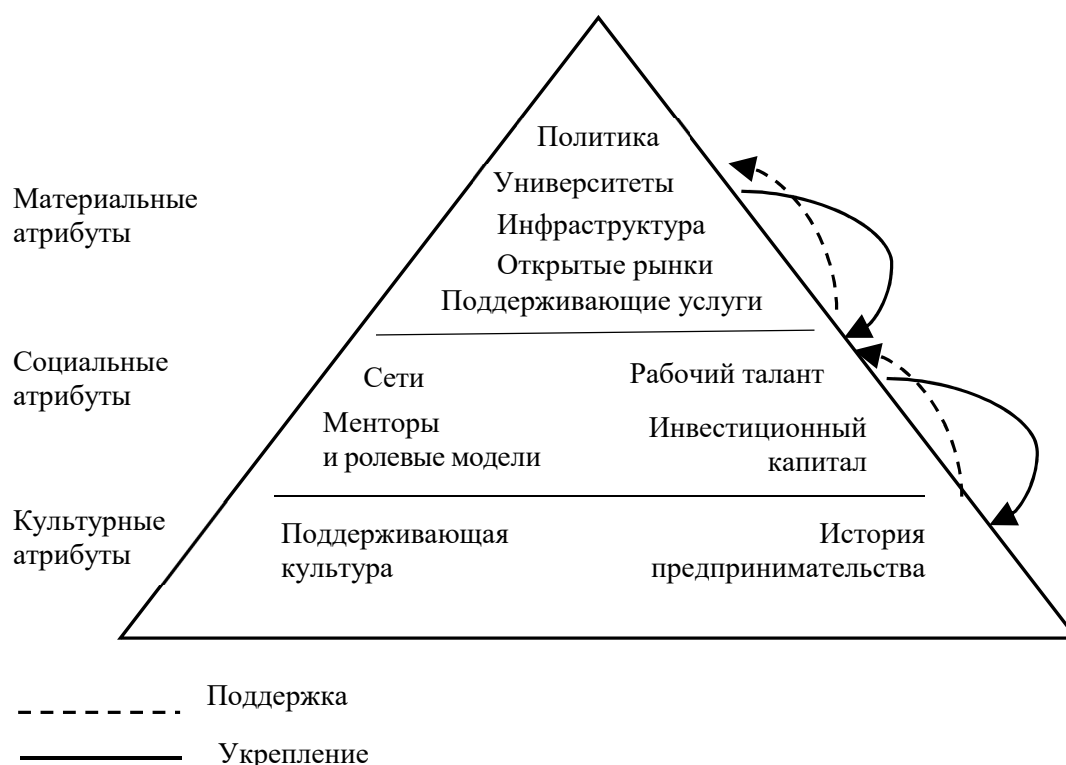 Политика
Университеты
Инфраструктура
Открытые рынки
Поддерживающие услуги
Материальные
атрибуты
Социальные
атрибуты
Сети
Рабочий талант
Менторы
и ролевые модели
Инвестиционный
капитал
Культурные
атрибуты
Поддерживающая
культура
История
предпринимательства
Поддержка
Укрепление